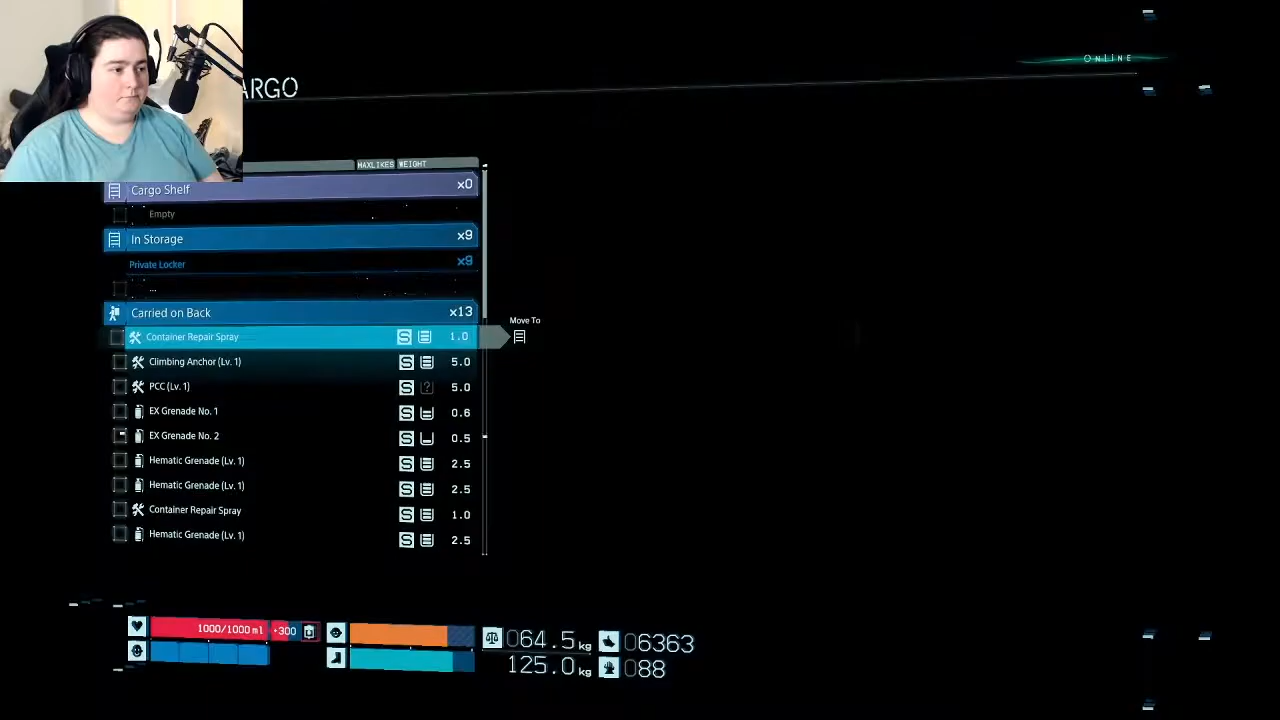 ONLINE
ARGO
MAXLIKES WEIGHT
Cargo Shelf x0
Empty
In Storage x9
Private Locker x9
...
Carried on Back x13
Container Repair Spray S 1.0
Move To
Climbing Anchor (Lv. 1) S 5.0
PCC (Lv. 1) S ? 5.0
EX Grenade No. 1 S 0.6
EX Grenade No. 2 S 0.5
Hematic Grenade (Lv. 1) S 2.5
Hematic Grenade (Lv. 1) S 2.5
Container Repair Spray S 1.0
Hematic Grenade (Lv. 1) S 2.5
1000/1000 ml +300
064.5 kg 06363
125.0 kg 088